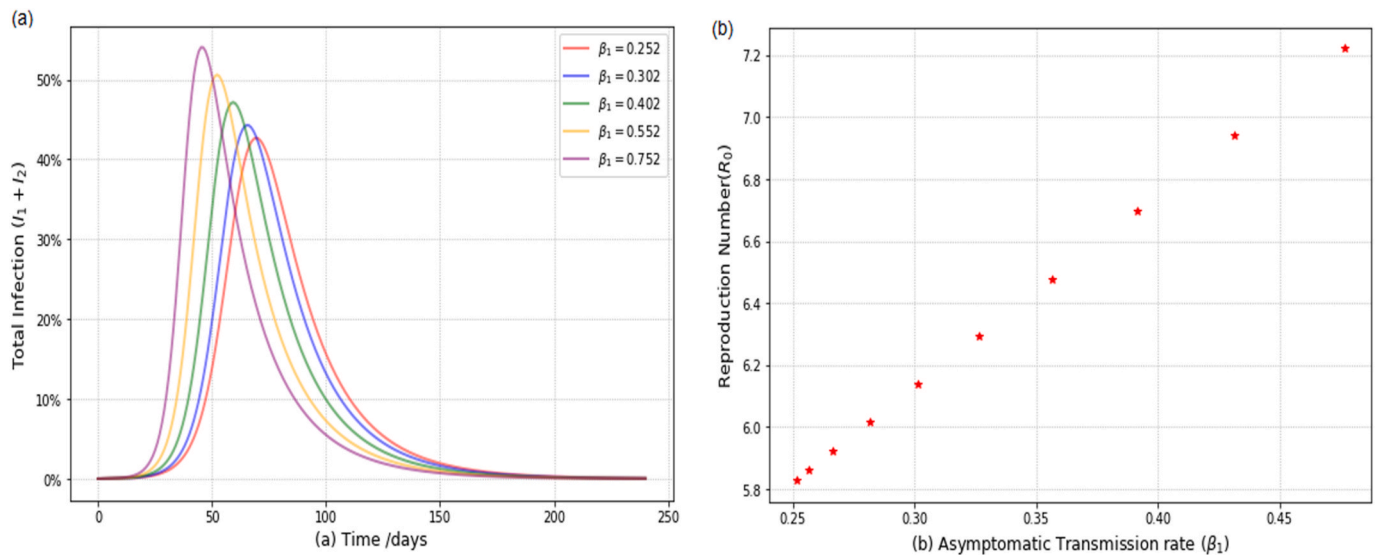 (a)
Total Infection (I₁ + I₂)
50%
40%
30%
20%
10%
0%
β₁ = 0.252
β₁ = 0.302
β₁ = 0.402
β₁ = 0.552
β₁ = 0.752
0 50 100 150 200 250
(a) Time /days
(b)
Reproduction Number(R₀)
7.2
7.0
6.8
6.6
6.4
6.2
6.0
5.8
0.25 0.30 0.35 0.40 0.45
(b) Asymptomatic Transmission rate (β₁)